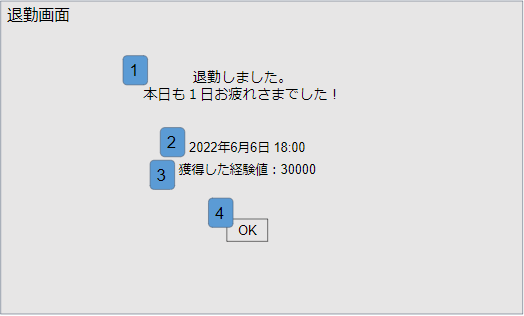 退勤画面
1
退勤しました。
本日も１日お疲れさまでした！
2
2022年6月6日 18:00
3
獲得した経験値：30000
4
OK